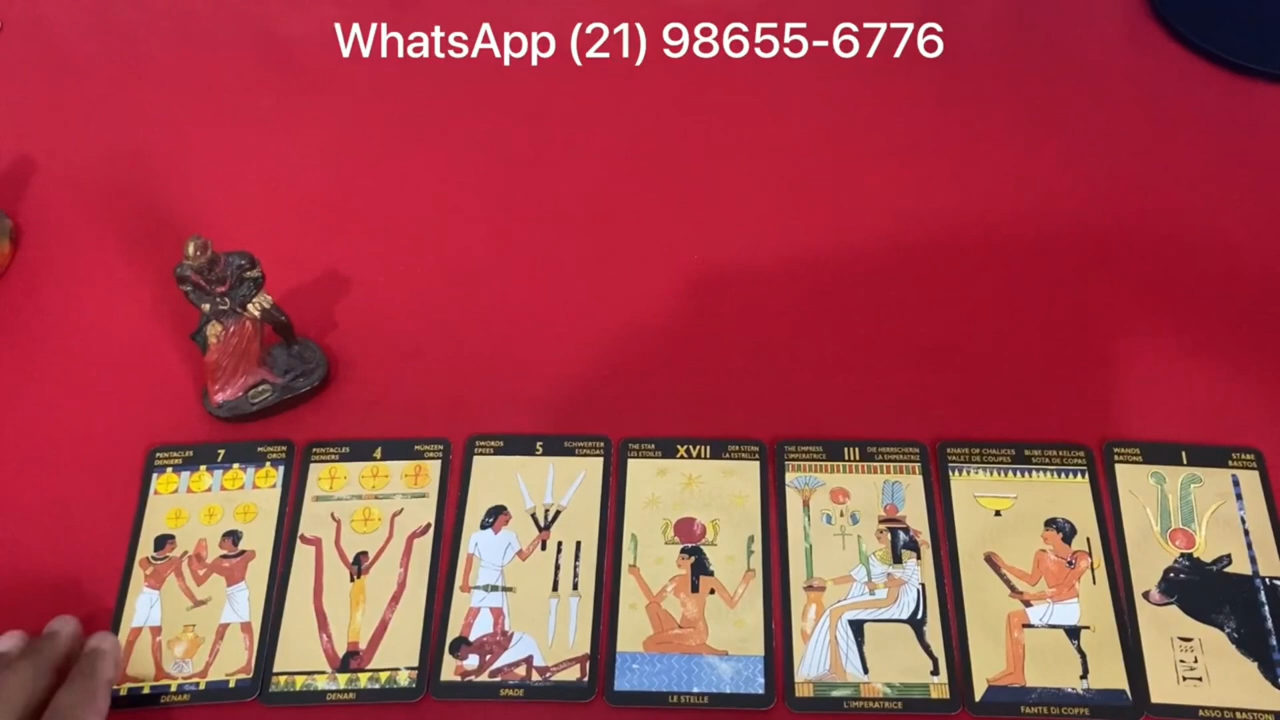 WhatsApp (21) 98655-6776
PENTACLES
DENIERS
7
MÜNZEN
OROS
DENARI
PENTACLES
DENIERS
4
MÜNZEN
OROS
DENARI
SWORDS
EPEES
5
SCHWERTER
ESPADAS
SPADE
THE STAR
LES ETOILES
XVII
DER STERN
LA ESTRELLA
LE STELLE
THE EMPRESS
L'IMPERATRICE
III
DIE HERRSCHERIN
LA EMPERATRIZ
L'IMPERATRICE
KNAVE OF CHALICES
VALET DE COUPES
BUBE DER KELCHE
SOTA DE COPAS
FANTE DI COPPE
WANDS
BATONS
I
STÄBE
BASTOS
ASSO DI BASTONI